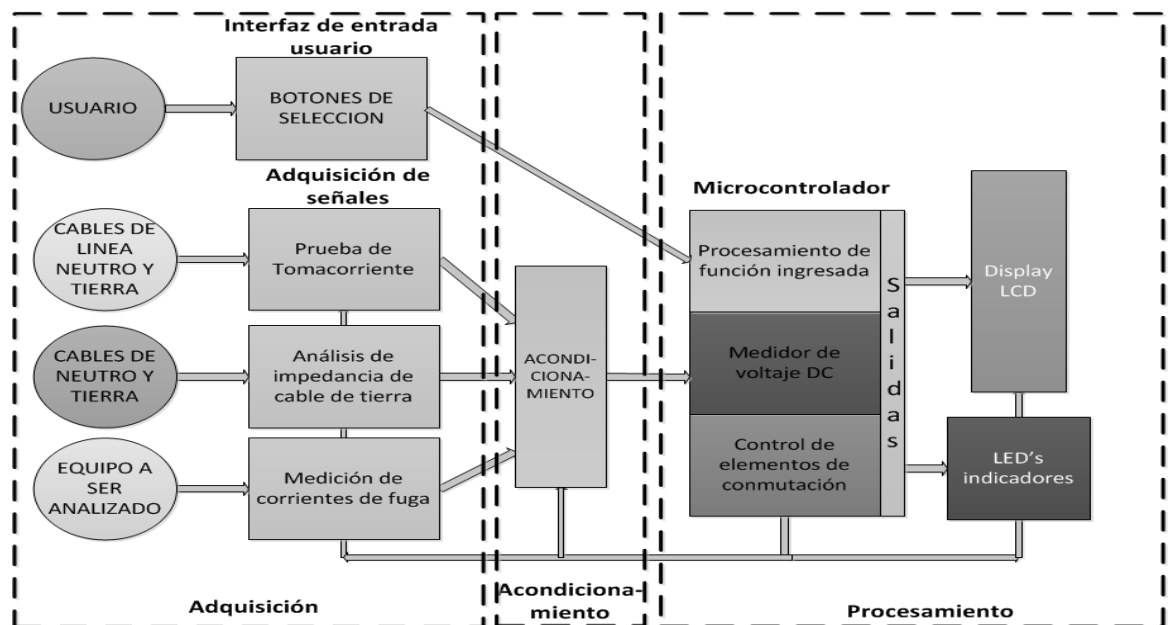 Interfaz de entrada
usuario
USUARIO
BOTONES DE
SELECCION
Adquisición de
señales
CABLES DE
LINEA
NEUTRO Y
TIERRA
Prueba de
Tomacorriente
CABLES DE
NEUTRO Y
TIERRA
Análisis de
impedancia de
cable de tierra
EQUIPO A
SER
ANALIZADO
Medición de
corrientes de fuga
Adquisición
ACONDI-
CIONA-
MIENTO
Acondiciona-
miento
Microcontrolador
Procesamiento de
función ingresada
Medidor de
voltaje DC
Control de
elementos de
conmutación
S
a
l
i
d
a
s
Display
LCD
LED's
indicadores
Procesamiento